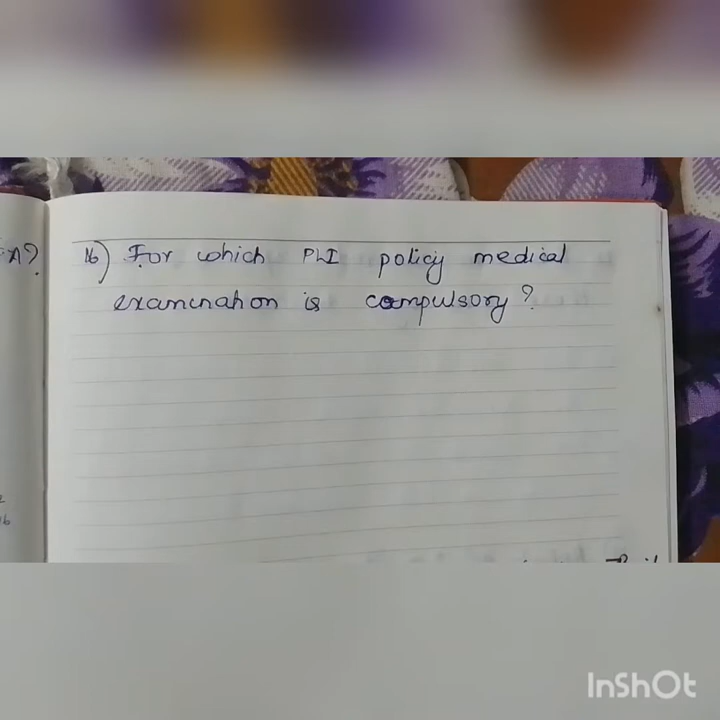 A?
16) For which PLI policy medical
examination is compulsory?
InShOt